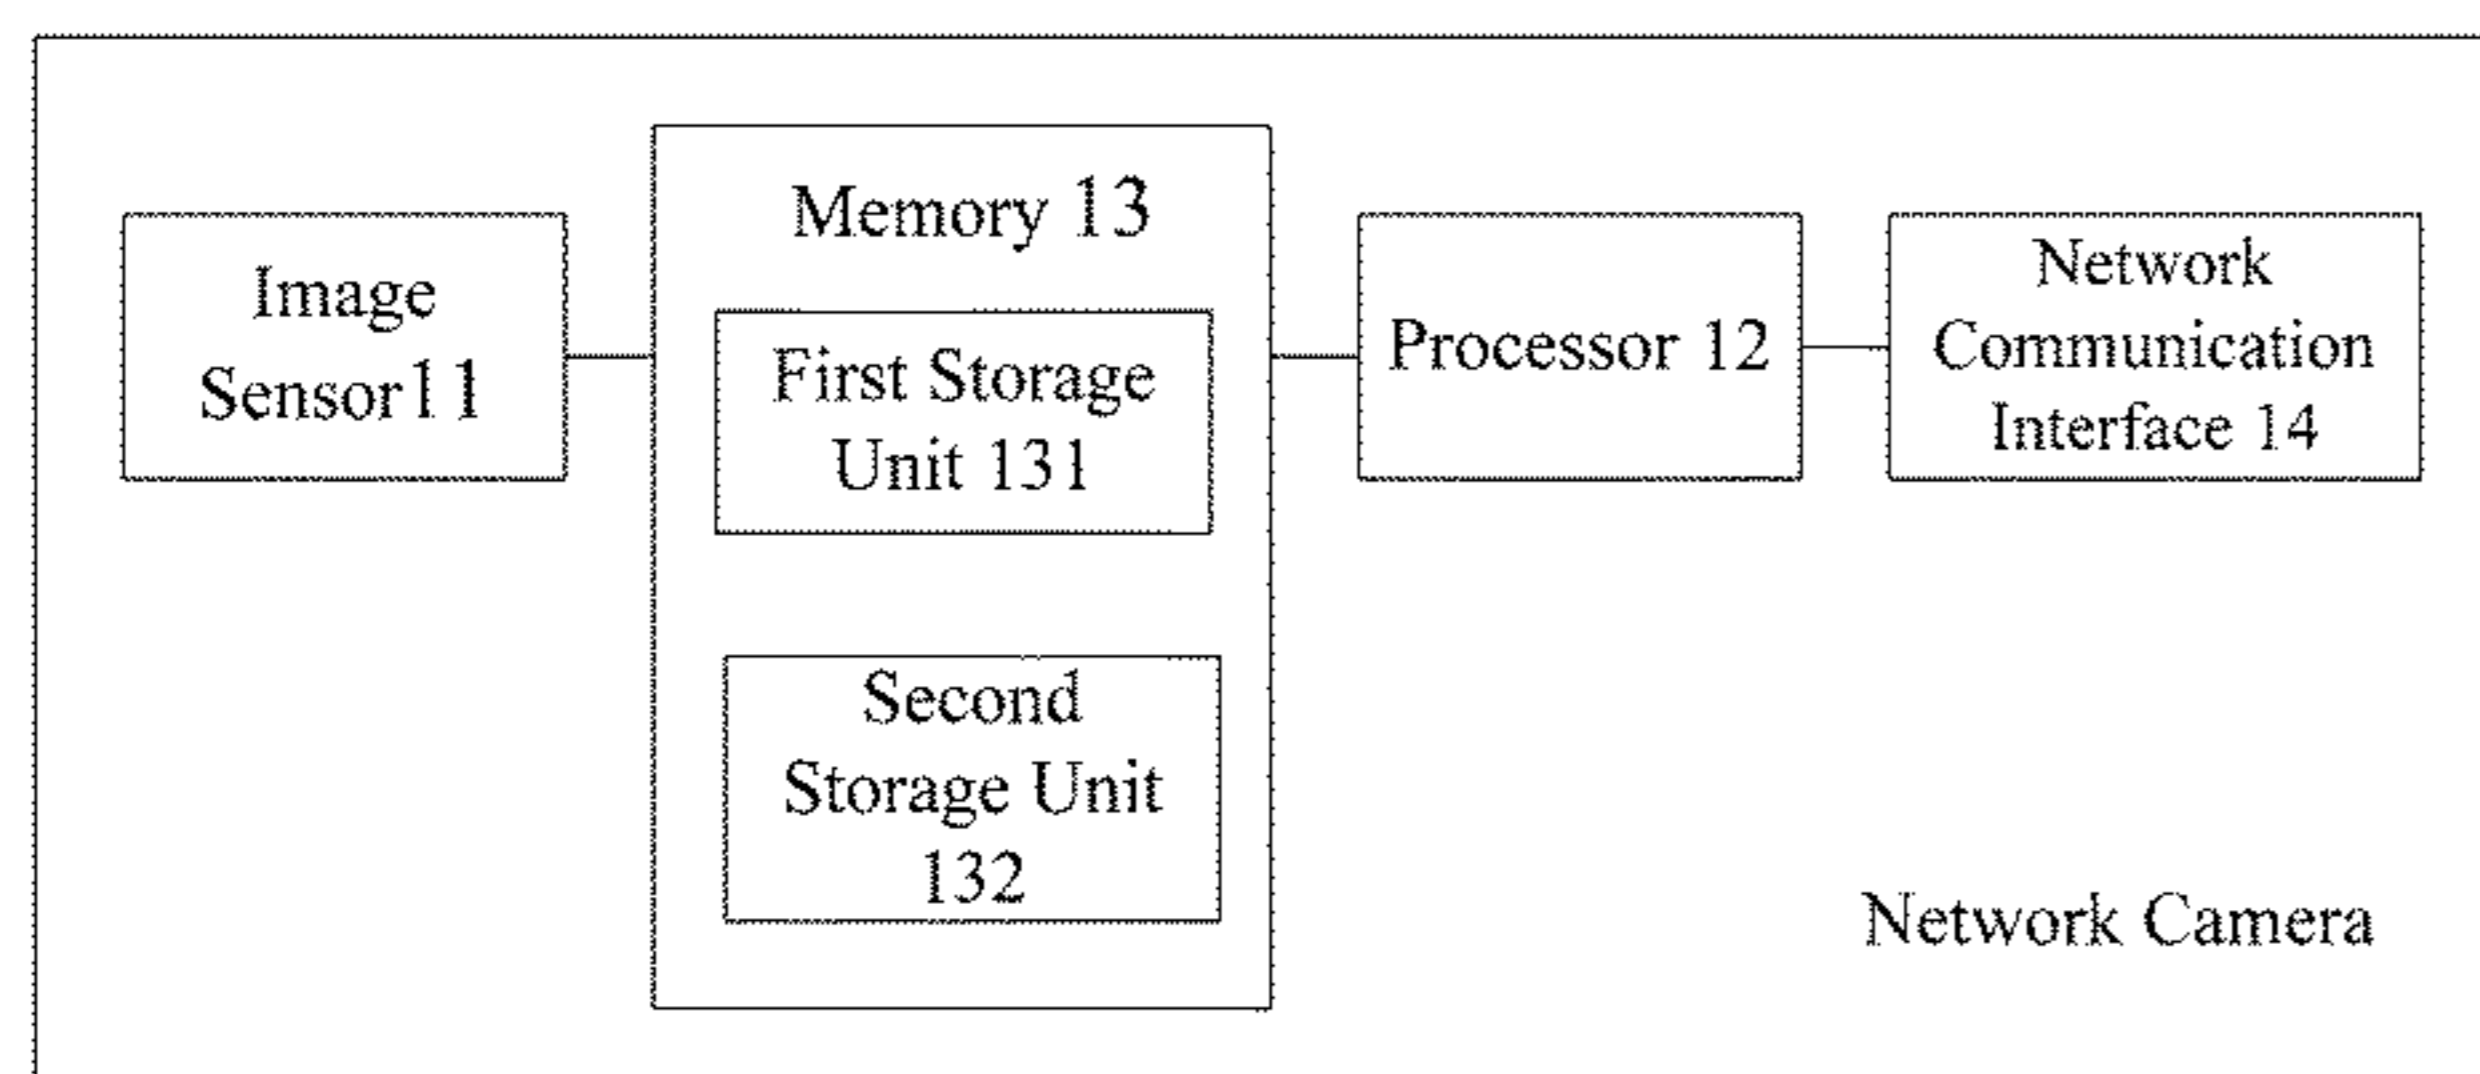 Image
Sensor11
Memory 13
First Storage
Unit 131
Second
Storage Unit
132
Processor 12
Network
Communication
Interface 14
Network Camera